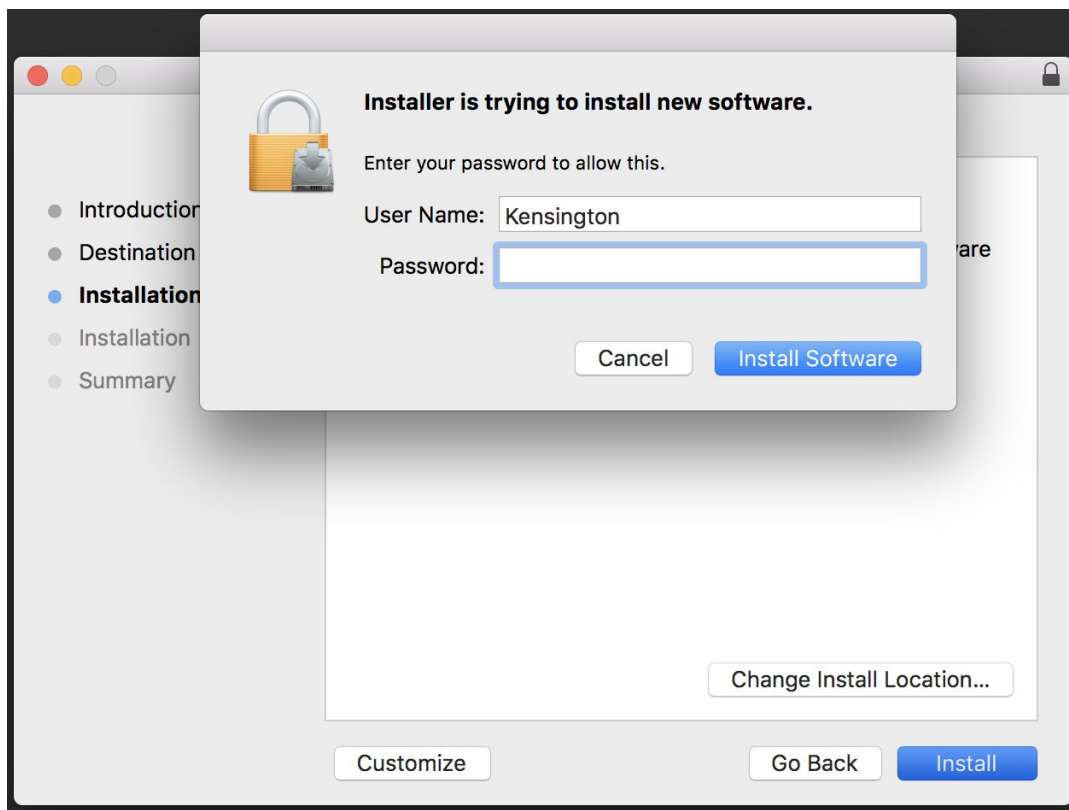 Installer is trying to install new software.
Enter your password to allow this.
User Name: Kensington
Password:
Cancel Install Software
Introduction
Destination
Installation
Installation
Summary
Change Install Location...
Customize Go Back Install